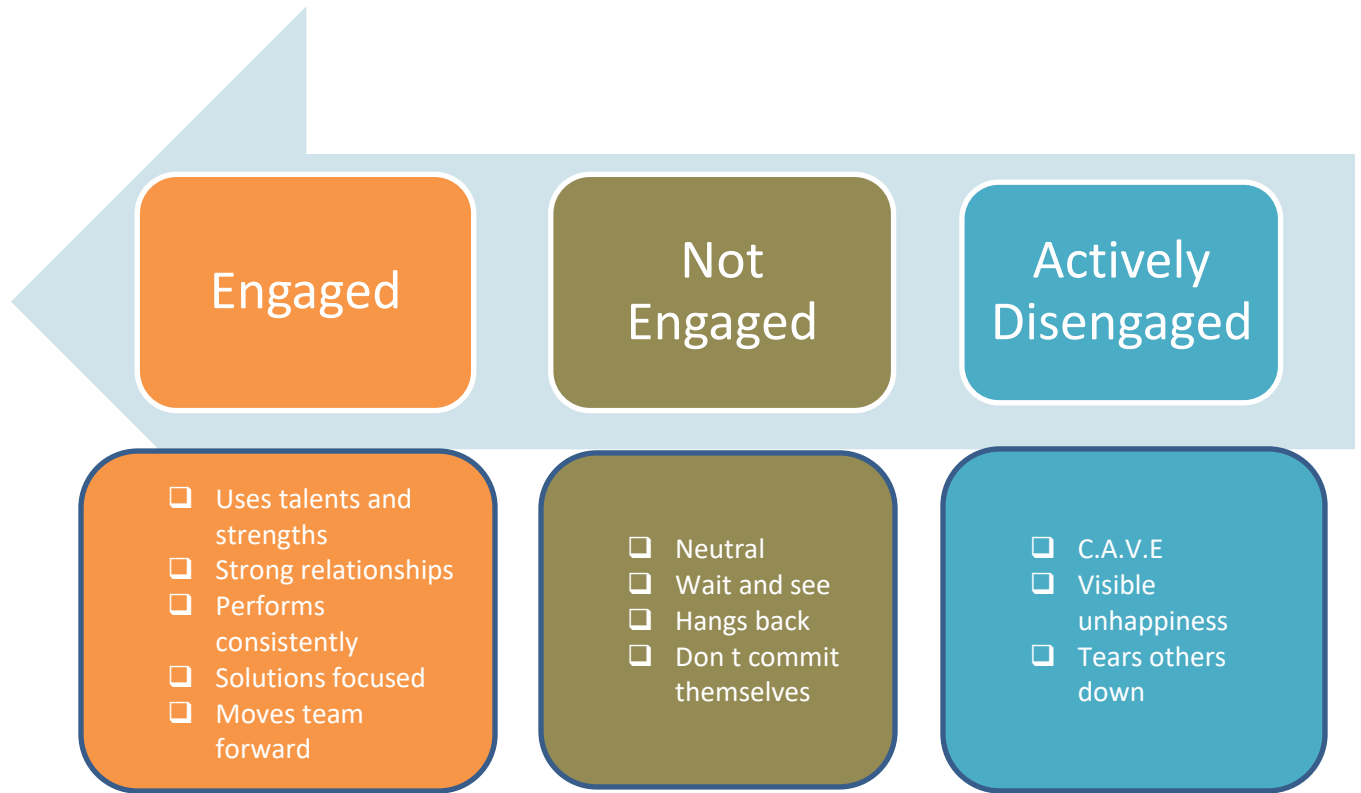 Engaged
Not
Engaged
Actively
Disengaged
❑ Uses talents and
strengths
❑ Strong relationships
❑ Performs
consistently
❑ Solutions focused
❑ Moves team
forward
❑ Neutral
❑ Wait and see
❑ Hangs back
❑ Don t commit
themselves
❑ C.A.V.E
❑ Visible
unhappiness
❑ Tears others
down